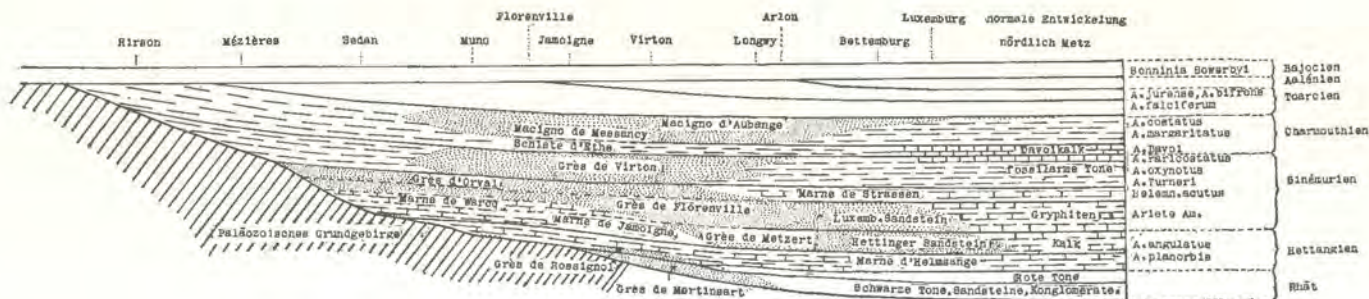 Florenville Arlon Luxemburg normale Entwickelung
Hirson Mézières Sedan Muno Jamoigne Virton Longwy Bettemburg nördlich Metz
Sonninia Sowerbyi Bajocien
Aalénien
A.jurense, A.bifrons Toarcien
A.falciferum
Macigno d'Aubange A.costatus
Macigno de Messancy A.margaritatus Charmouthien
Schiste d'Ethe Davoikalk A.Davoi
Grès de Virton A.raricostatus
fossilarme Tone A.oxynotus
Grès d'Orval A.Turneri Sinémurien
Marne de Strassen Belemn.acutus
Marne de Warcq Grès de Florenville
Luxemb.Sandstein Gryphiten Ariete Am.
Marne de Jamoigne
Paläozoisches Grundgebirge Grès de Metzert Hettinger Sandstein Kalk A.angulatus Hettangien
Marne d'Helmsange A.planorbis
Grès de Rossignol Rote Tone
Grès de Mortinsart Schwarze Tone, Sandsteine, Konglomerate. Rhät